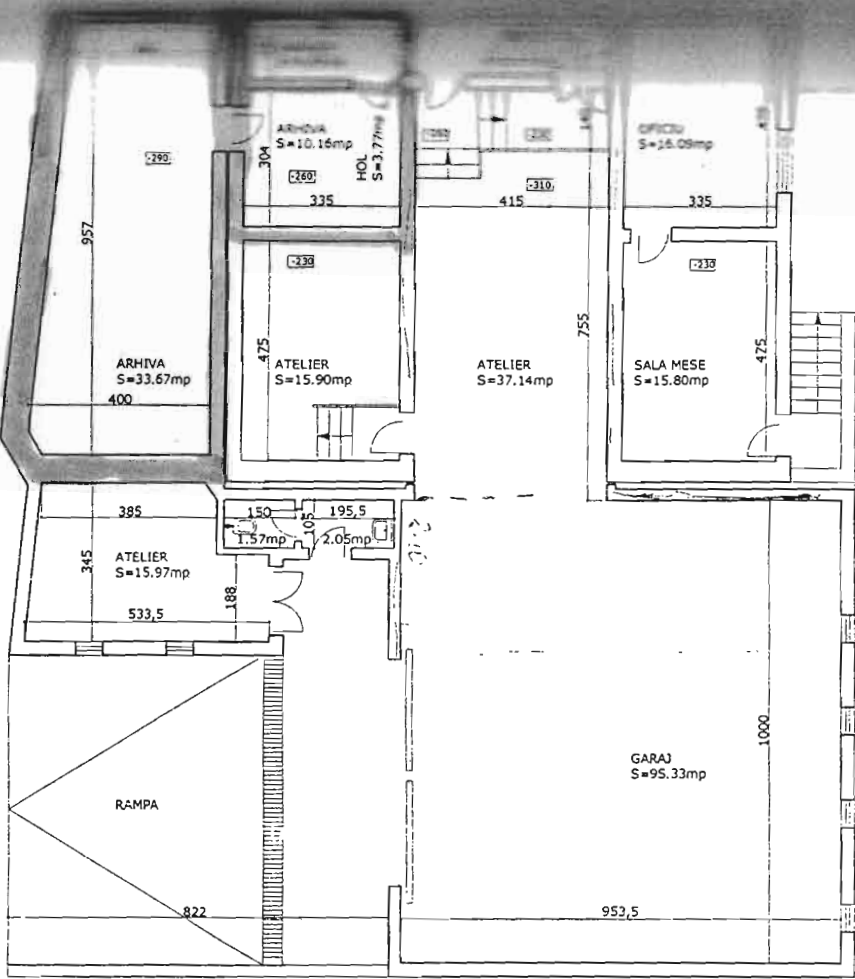 ARHIVA
S=10.16mp
HOL
S=3.77mp
304
-260
335
-290
957
-310
415
OFICIU
S=16.09mp
335
-230
-230
475
ATELIER
S=15.90mp
ATELIER
S=37.14mp
755
SALA MESE
S=15.80mp
475
ARHIVA
S=33.67mp
400
385
150
195,5
105
1.57mp
2.05mp
ATELIER
S=15.97mp
345
188
533,5
RAMPA
GARAJ
S=95.33mp
1000
822
953,5